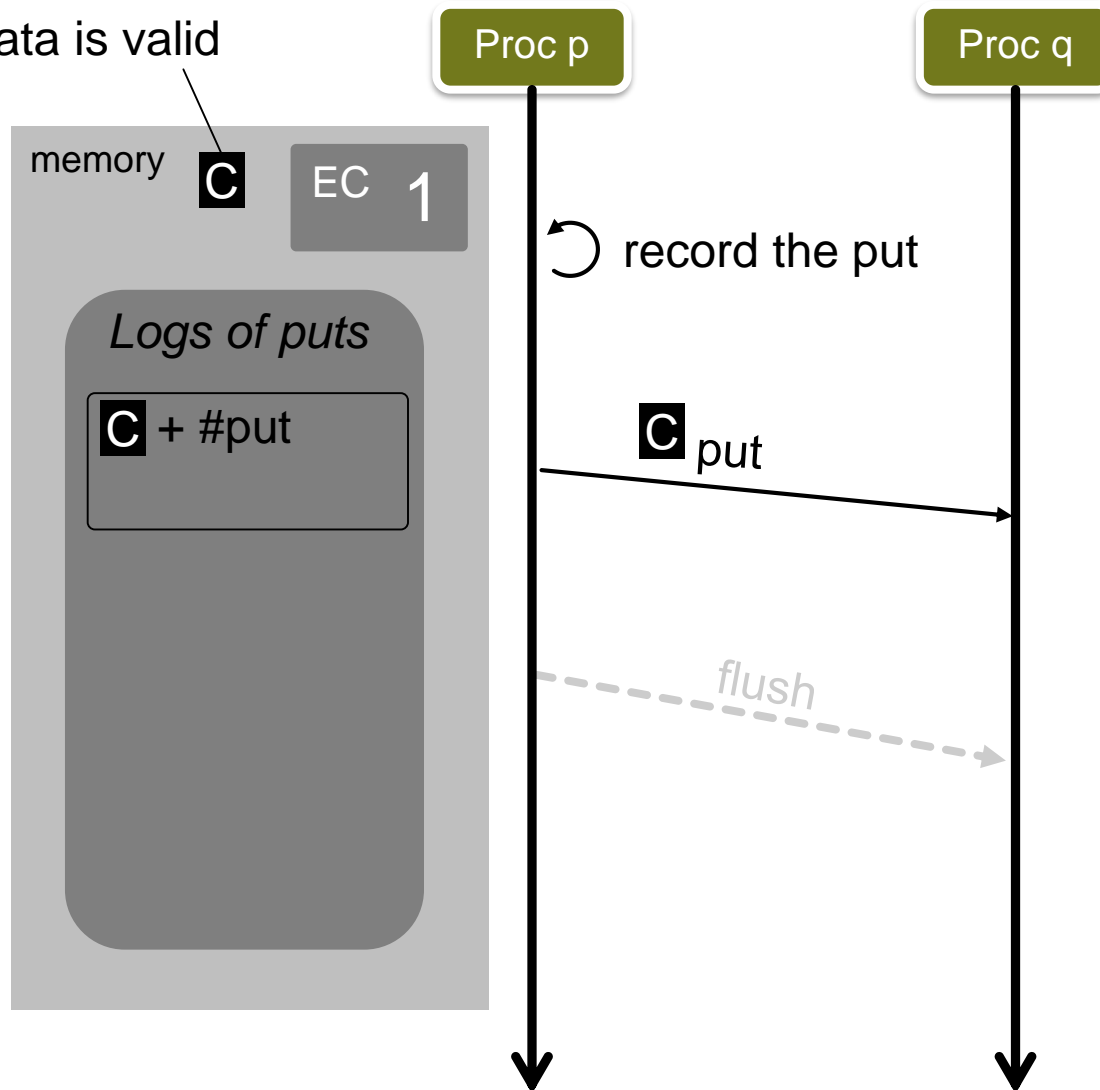 ata is valid
Proc p
Proc q
memory
C
EC 1
record the put
Logs of puts
C + #put
C put
flush